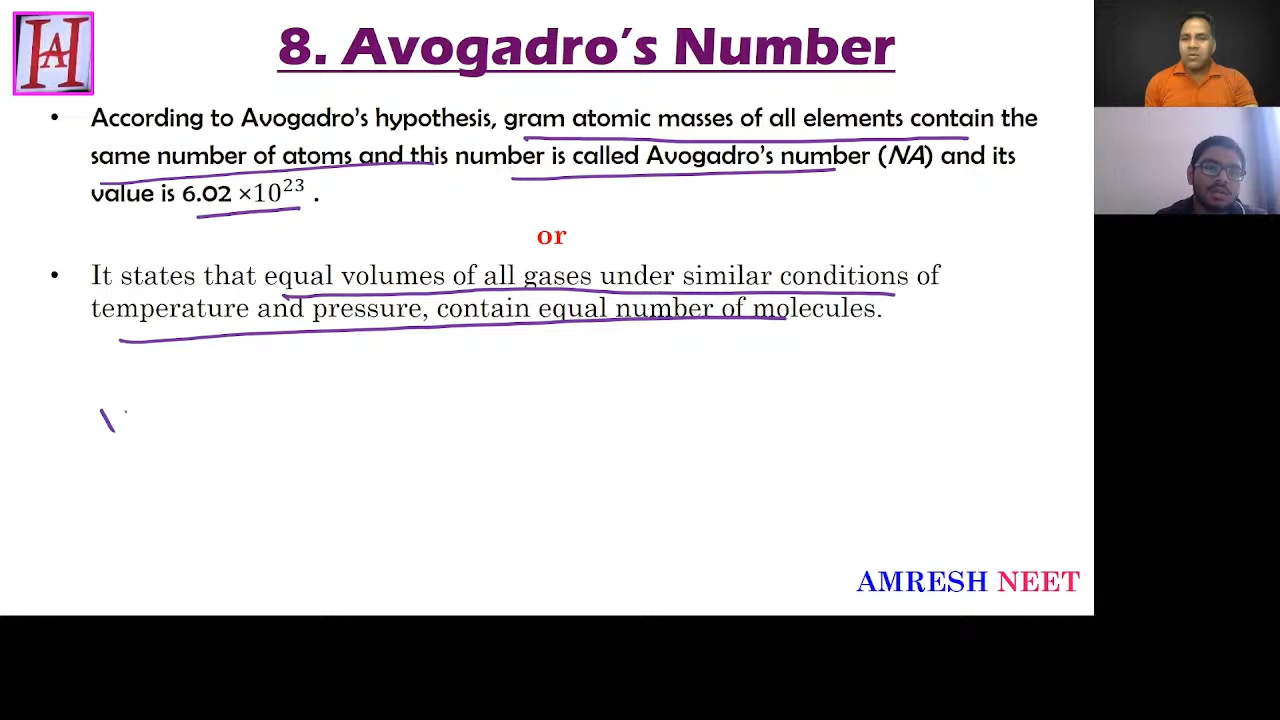 HA
8. Avogadro's Number
• According to Avogadro's hypothesis, gram atomic masses of all elements contain the
same number of atoms and this number is called Avogadro's number (NA) and its
value is 6.02 ×10²³ .
or
• It states that equal volumes of all gases under similar conditions of
temperature and pressure, contain equal number of molecules.
AMRESH NEET